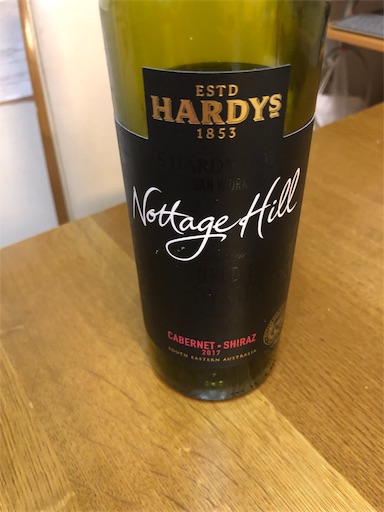 ESTD
HARDYS
1853
Nottage Hill
CABERNET • SHIRAZ
2017
SOUTH EASTERN AUSTRALIA